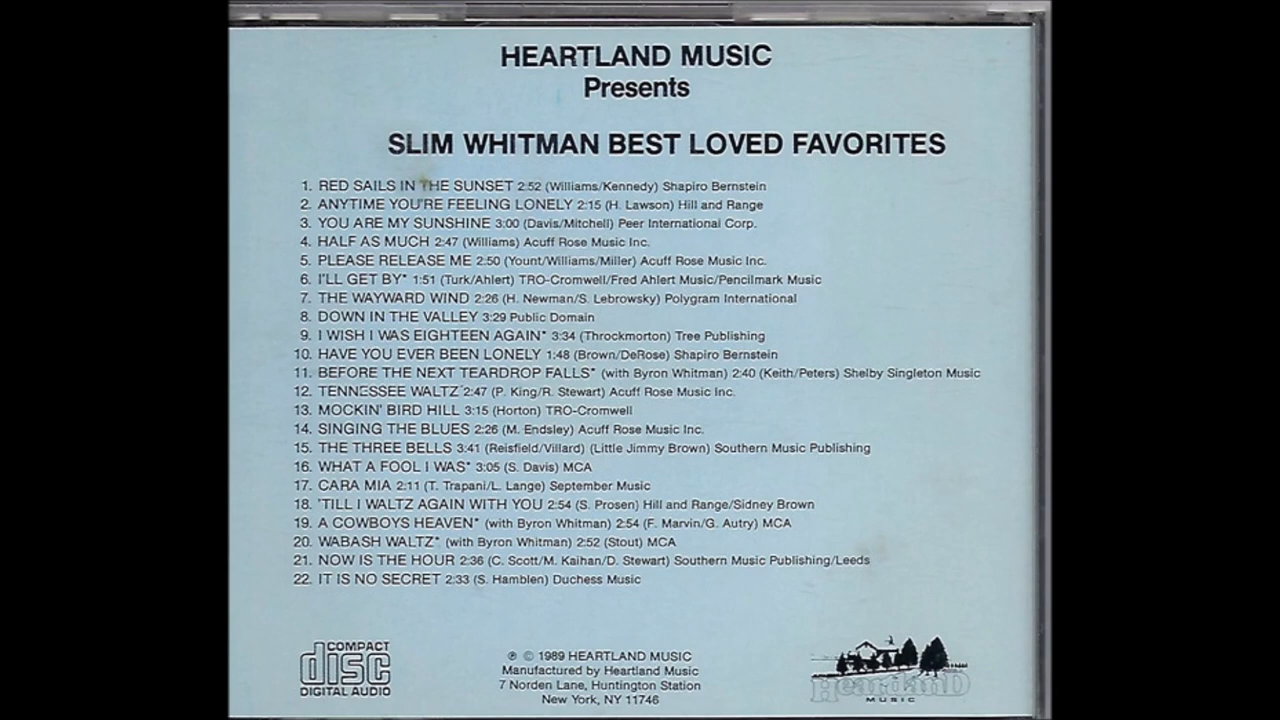 HEARTLAND MUSIC
Presents
SLIM WHITMAN BEST LOVED FAVORITES
1. RED SAILS IN THE SUNSET 2:52 (Williams/Kennedy) Shapiro Bernstein
2. ANYTIME YOU'RE FEELING LONELY 2:15 (H. Lawson) Hill and Range
3. YOU ARE MY SUNSHINE 3:00 (Davis/Mitchell) Peer International Corp.
4. HALF AS MUCH 2:47 (Williams) Acuff Rose Music Inc.
5. PLEASE RELEASE ME 2:50 (Yount/Williams/Miller) Acuff Rose Music Inc.
6. I'LL GET BY* 1:51 (Turk/Ahlert) TRO-Cromwell/Fred Ahlert Music/Pencilmark Music
7. THE WAYWARD WIND 2:26 (H. Newman/S. Lebrowsky) Polygram International
8. DOWN IN THE VALLEY 3:29 Public Domain
9. I WISH I WAS EIGHTEEN AGAIN* 3:34 (Throckmorton) Tree Publishing
10. HAVE YOU EVER BEEN LONELY 1:48 (Brown/DeRose) Shapiro Bernstein
11. BEFORE THE NEXT TEARDROP FALLS* (with Byron Whitman) 2:40 (Keith/Peters) Shelby Singleton Music
12. TENNESSEE WALTZ 2:47 (P. King/R. Stewart) Acuff Rose Music Inc.
13. MOCKIN' BIRD HILL 3:15 (Horton) TRO-Cromwell
14. SINGING THE BLUES 2:26 (M. Endsley) Acuff Rose Music Inc.
15. THE THREE BELLS 3:41 (Reisfield/Villard) (Little Jimmy Brown) Southern Music Publishing
16. WHAT A FOOL I WAS* 3:05 (S. Davis) MCA
17. CARA MIA 2:11 (T. Trapani/L. Lange) September Music
18. 'TILL I WALTZ AGAIN WITH YOU 2:54 (S. Prosen) Hill and Range/Sidney Brown
19. A COWBOYS HEAVEN* (with Byron Whitman) 2:54 (F. Marvin/G. Autry) MCA
20. WABASH WALTZ* (with Byron Whitman) 2:52 (Stout) MCA
21. NOW IS THE HOUR 2:36 (C. Scott/M. Kaihan/D. Stewart) Southern Music Publishing/Leeds
22. IT IS NO SECRET 2:33 (S. Hamblen) Duchess Music
COMPACT
disc
DIGITAL AUDIO
℗ © 1989 HEARTLAND MUSIC
Manufactured by Heartland Music
7 Norden Lane, Huntington Station
New York, NY 11746
HeartlanD
MUSIC